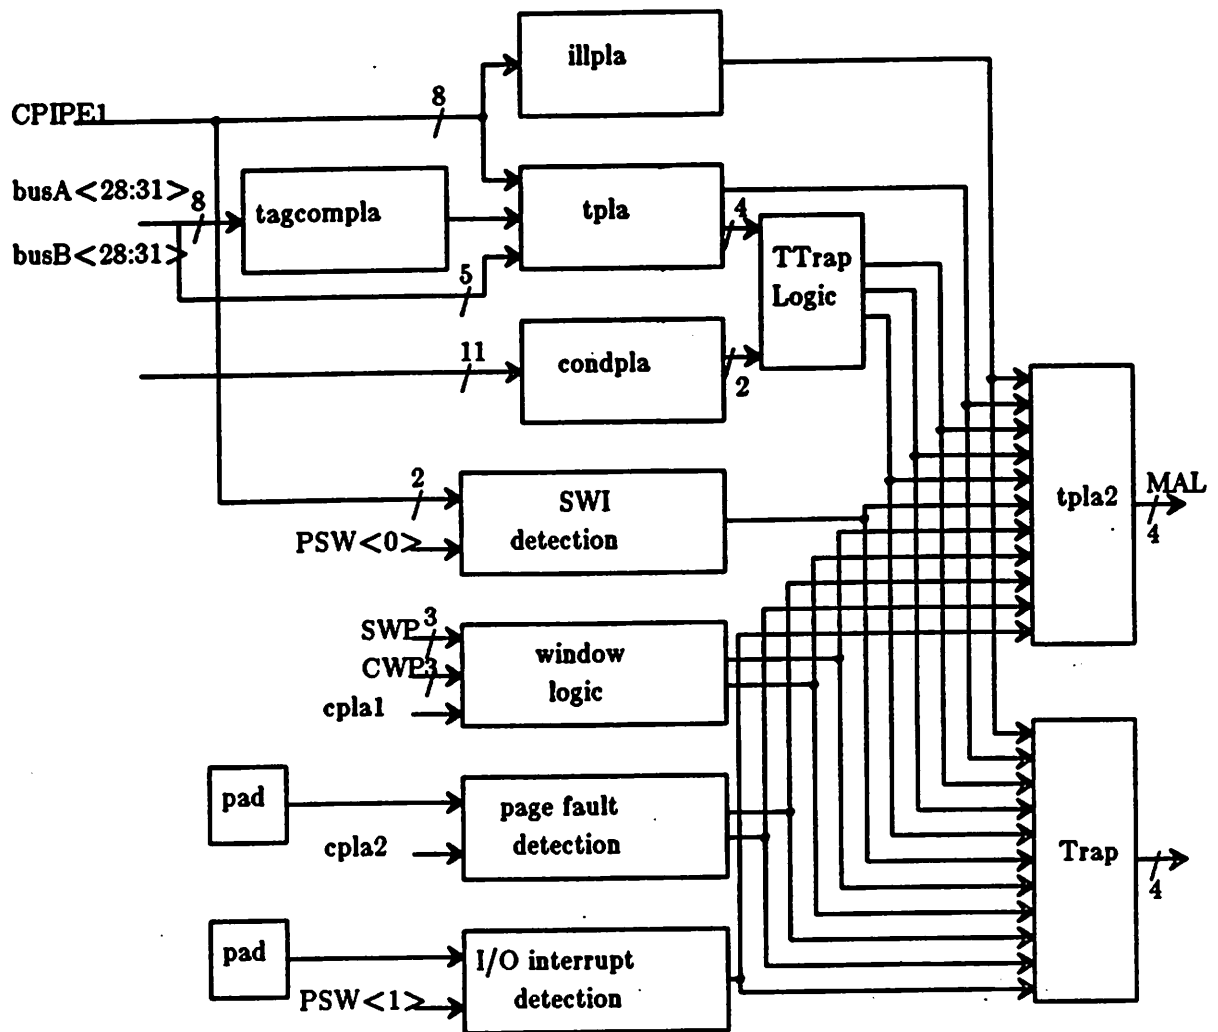 illpla
8
CPIPE1
busA<28:31>
8
tagcompla
tpla
4
busB<28:31>
5
TTrap
Logic
11
condpla
2
2
SWI
detection
PSW<0>
tpla2
MAL
4
SWP
3
CWP
3
cpla1
window
logic
pad
page fault
detection
cpla2
Trap
4
pad
I/O interrupt
detection
PSW<1>